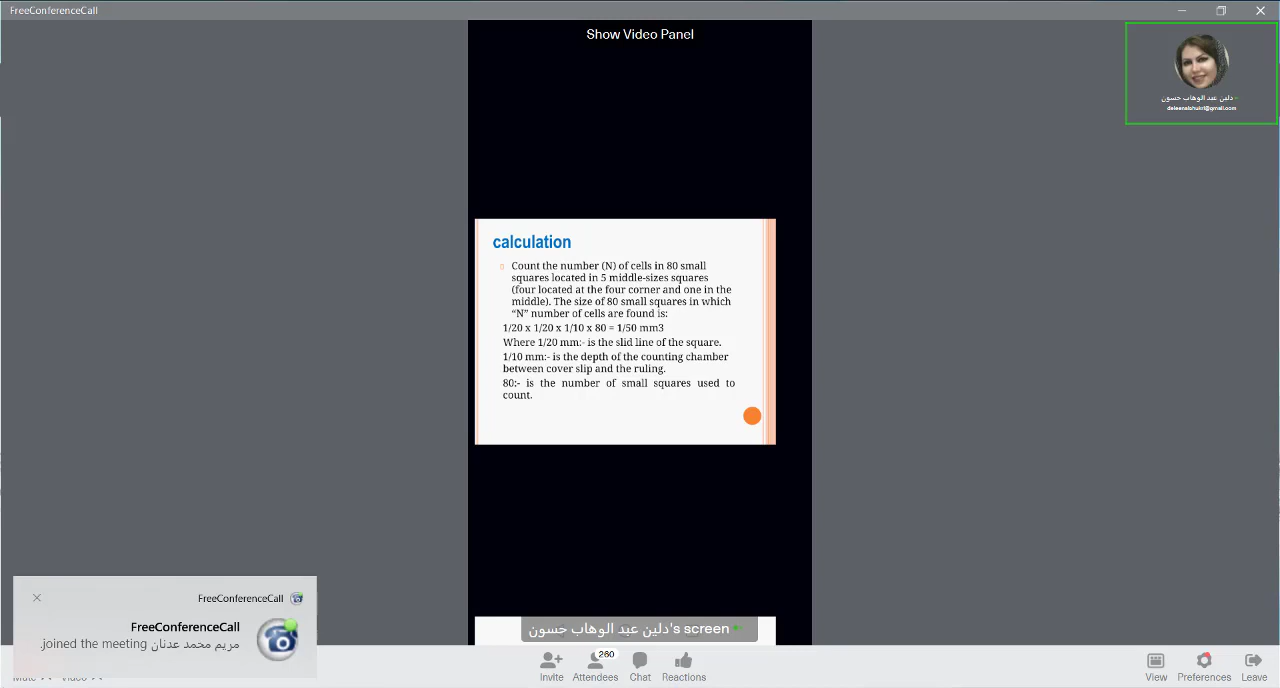 FreeConferenceCall
Show Video Panel
دلين عبد الوهاب حسون
deleenalshukri@gmail.com
calculation
Count the number (N) of cells in 80 small
squares located in 5 middle-sizes squares
(four located at the four corner and one in the
middle). The size of 80 small squares in which
“N” number of cells are found is:
1/20 x 1/20 x 1/10 x 80 = 1/50 mm3
Where 1/20 mm:- is the slid line of the square.
1/10 mm:- is the depth of the counting chamber
between cover slip and the ruling.
80:- is the number of small squares used to
count.
FreeConferenceCall
FreeConferenceCall
مريم محمد عدنان joined the meeting.
دلين عبد الوهاب حسون's screen
260
Mute Video
Invite Attendees Chat Reactions
View Preferences Leave